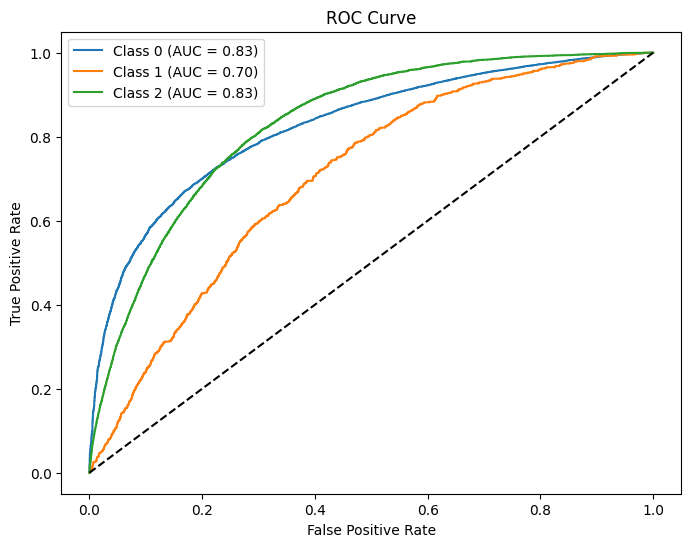 ROC Curve
Class 0 (AUC = 0.83)
Class 1 (AUC = 0.70)
Class 2 (AUC = 0.83)
True Positive Rate
1.0
0.8
0.6
0.4
0.2
0.0
0.0 0.2 0.4 0.6 0.8 1.0
False Positive Rate